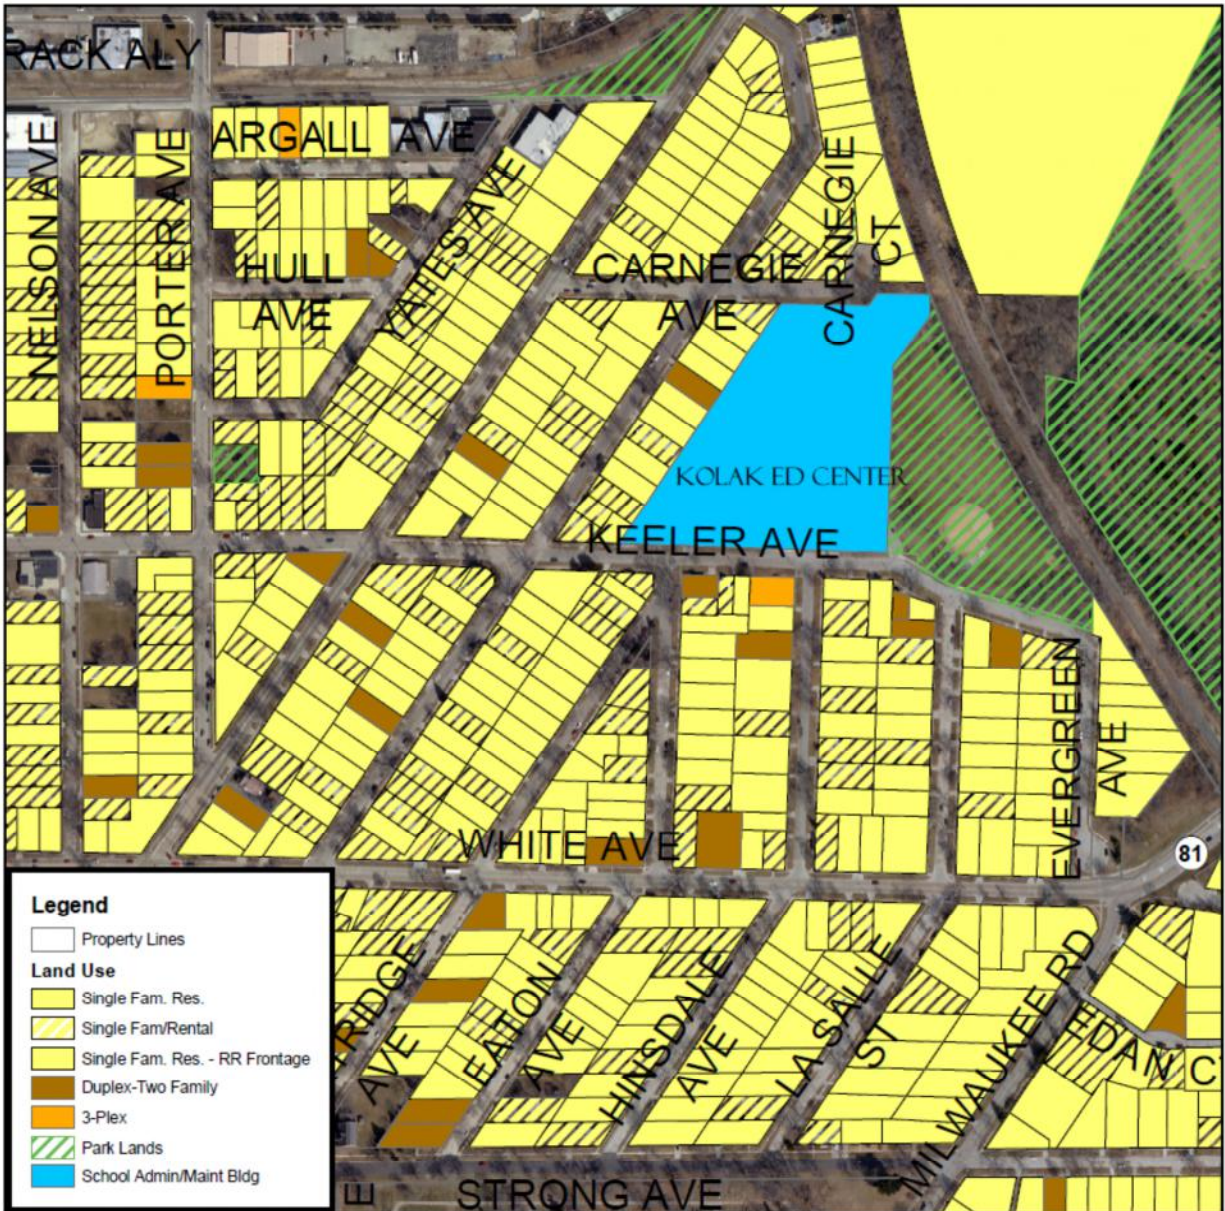 RACK ALY
NELSON AVE
PORTER AVE
ARGALL AVE
YATES AVE
HULL
AVE
CARNEGIE
AVE
CARNEGIE
CT
KOLAK ED CENTER
KEELER AVE
EVERGREEN
AVE
WHITE AVE
81
RIDGE
AVE
EATON
AVE
HINSDALE
AVE
LA SALLE
ST
MILWAUKEE RD
EDAN C
E
STRONG AVE
Legend
Property Lines
Land Use
Single Fam. Res.
Single Fam/Rental
Single Fam. Res. - RR Frontage
Duplex-Two Family
3-Plex
Park Lands
School Admin/Maint Bldg